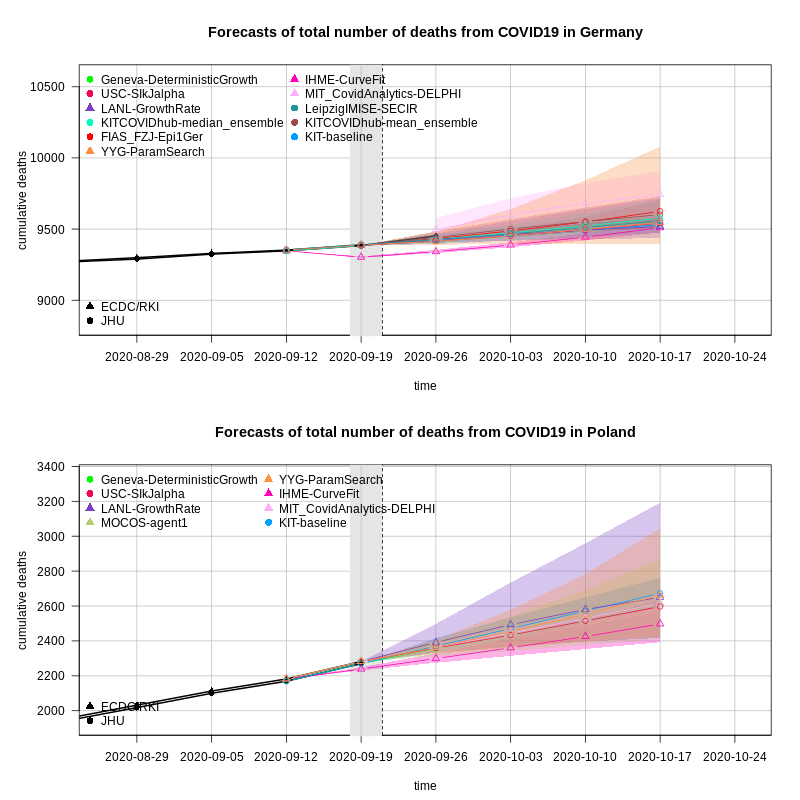 Forecasts of total number of deaths from COVID19 in Germany
cumulative deaths
10500
10000
9500
9000
Geneva-DeterministicGrowth
USC-SIkJalpha
LANL-GrowthRate
KITCOVIDhub-median_ensemble
FIAS_FZJ-Epi1Ger
YYG-ParamSearch
IHME-CurveFit
MIT_CovidAnalytics-DELPHI
LeipzigIMISE-SECIR
KITCOVIDhub-mean_ensemble
KIT-baseline
ECDC/RKI
JHU
2020-08-29 2020-09-05 2020-09-12 2020-09-19 2020-09-26 2020-10-03 2020-10-10 2020-10-17 2020-10-24
time
Forecasts of total number of deaths from COVID19 in Poland
cumulative deaths
3400
3200
3000
2800
2600
2400
2200
2000
Geneva-DeterministicGrowth
USC-SIkJalpha
LANL-GrowthRate
MOCOS-agent1
YYG-ParamSearch
IHME-CurveFit
MIT_CovidAnalytics-DELPHI
KIT-baseline
ECDC/RKI
JHU
2020-08-29 2020-09-05 2020-09-12 2020-09-19 2020-09-26 2020-10-03 2020-10-10 2020-10-17 2020-10-24
time